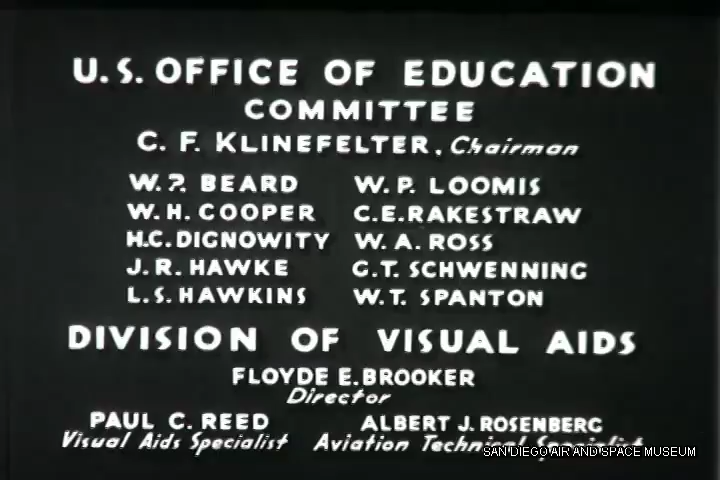 U.S. OFFICE OF EDUCATION
COMMITTEE
C. F. KLINEFELTER, Chairman
W. P. BEARD W. P. LOOMIS
W. H. COOPER C.E. RAKESTRAW
H.C. DIGNOWITY W. A. ROSS
J. R. HAWKE G.T. SCHWENNING
L.S. HAWKINS W.T. SPANTON
DIVISION OF VISUAL AIDS
FLOYDE E. BROOKER
Director
PAUL C. REED ALBERT J. ROSENBERG
Visual Aids Specialist Aviation Technical Specialist
SAN DIEGO AIR AND SPACE MUSEUM